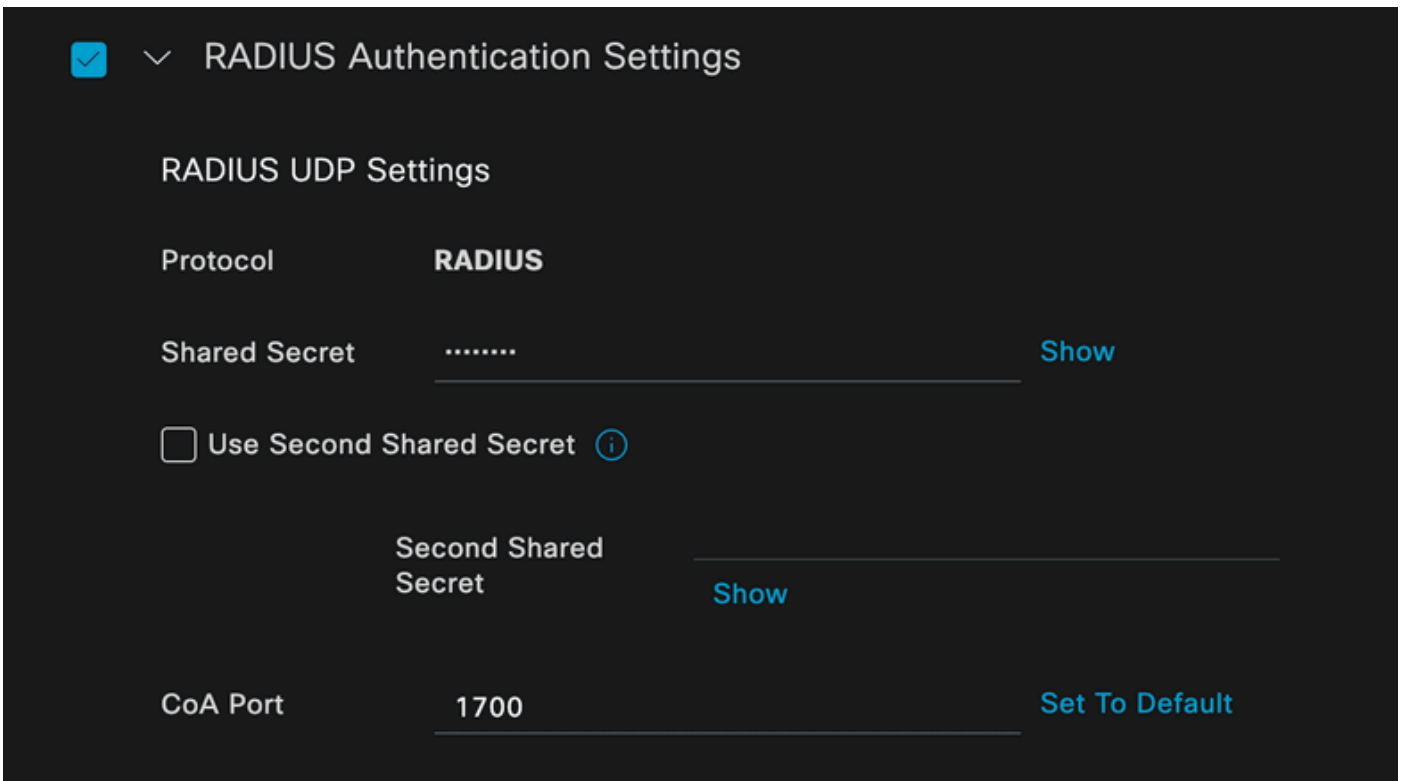 RADIUS Authentication Settings
RADIUS UDP Settings
Protocol RADIUS
Shared Secret ········ Show
Use Second Shared Secret
Second Shared
Secret
Show
CoA Port 1700 Set To Default